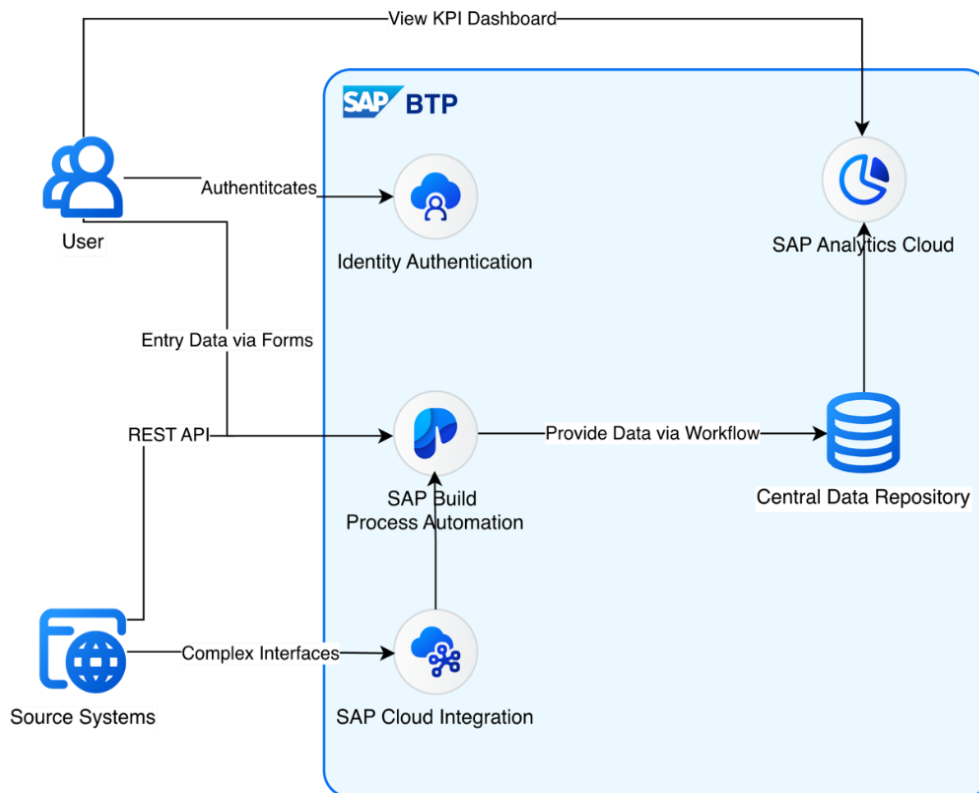 View KPI Dashboard
SAP BTP
Authentitcates
User
Identity Authentication
SAP Analytics Cloud
Entry Data via Forms
REST API
Provide Data via Workflow
SAP Build
Process Automation
Central Data Repository
Complex Interfaces
Source Systems
SAP Cloud Integration